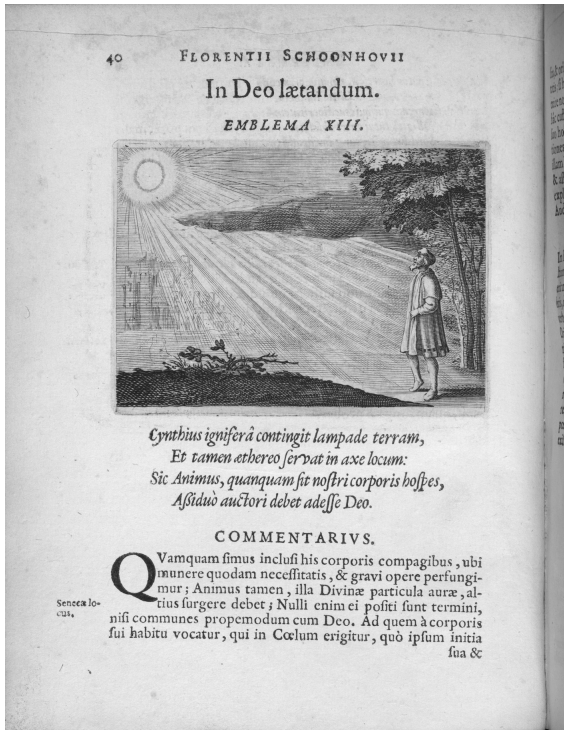 40 FLORENTII SCHOONHOVII
In Deo lætandum.
EMBLEMA XIII.
Cynthius igniferâ contingit lampade terram,
Et tamen æthereo ſervat in axe locum:
Sic Animus, quanquam ſit noſtri corporis hoſpes,
Aſſiduò auctori debet adeſſe Deo.
COMMENTARIVS.
QVamquam ſimus incluſi his corporis compagibus, ubi
munere quodam neceſſitatis, & gravi opere perfungi-
mur; Animus tamen, illa Divinæ particula auræ, al-
Senecæ lo-
cus.
tius ſurgere debet; Nulli enim ei poſiti ſunt termini,
niſi communes propemodum cum Deo. Ad quem à corporis
ſui habitu vocatur, qui in Cœlum erigitur, quò ipſum initia
ſua &